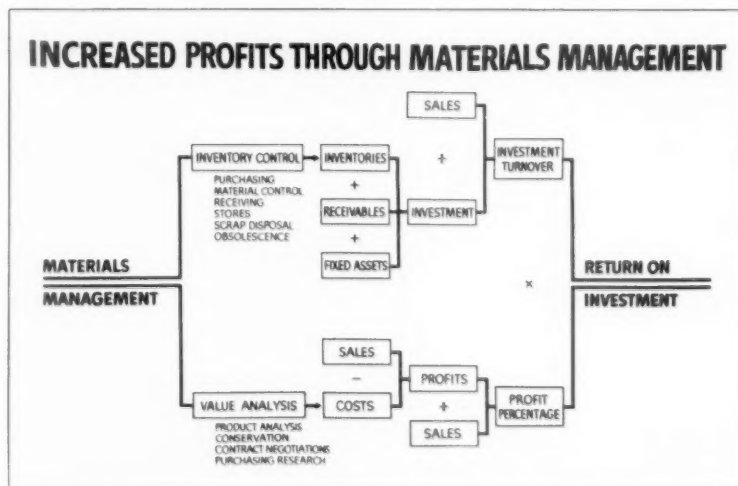 INCREASED PROFITS THROUGH MATERIALS MANAGEMENT
SALES
INVENTORY CONTROL
INVENTORIES
÷
INVESTMENT
TURNOVER
PURCHASING
MATERIAL CONTROL
RECEIVING
STORES
SCRAP DISPOSAL
OBSOLESCENCE
+
RECEIVABLES
INVESTMENT
+
FIXED ASSETS
MATERIALS
MANAGEMENT
×
RETURN ON
INVESTMENT
SALES
−
PROFITS
VALUE ANALYSIS
COSTS
÷
PROFIT
PERCENTAGE
SALES
PRODUCT ANALYSIS
CONSERVATION
CONTRACT NEGOTIATIONS
PURCHASING RESEARCH